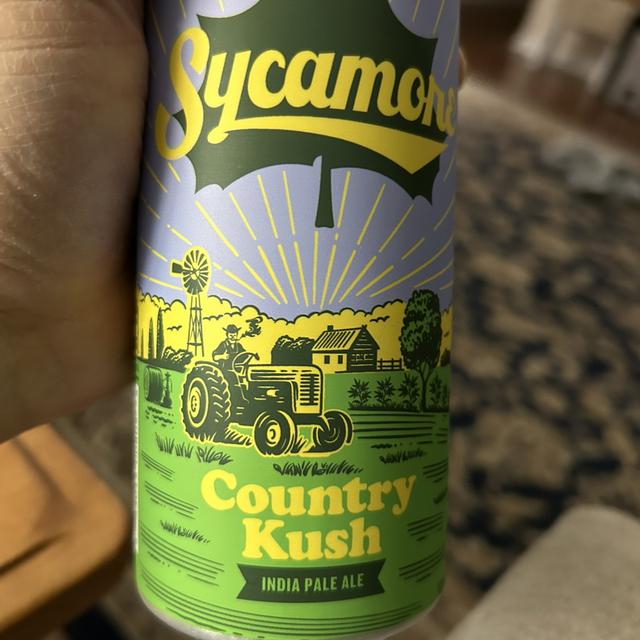 Sycamore
Country
Kush
INDIA PALE ALE